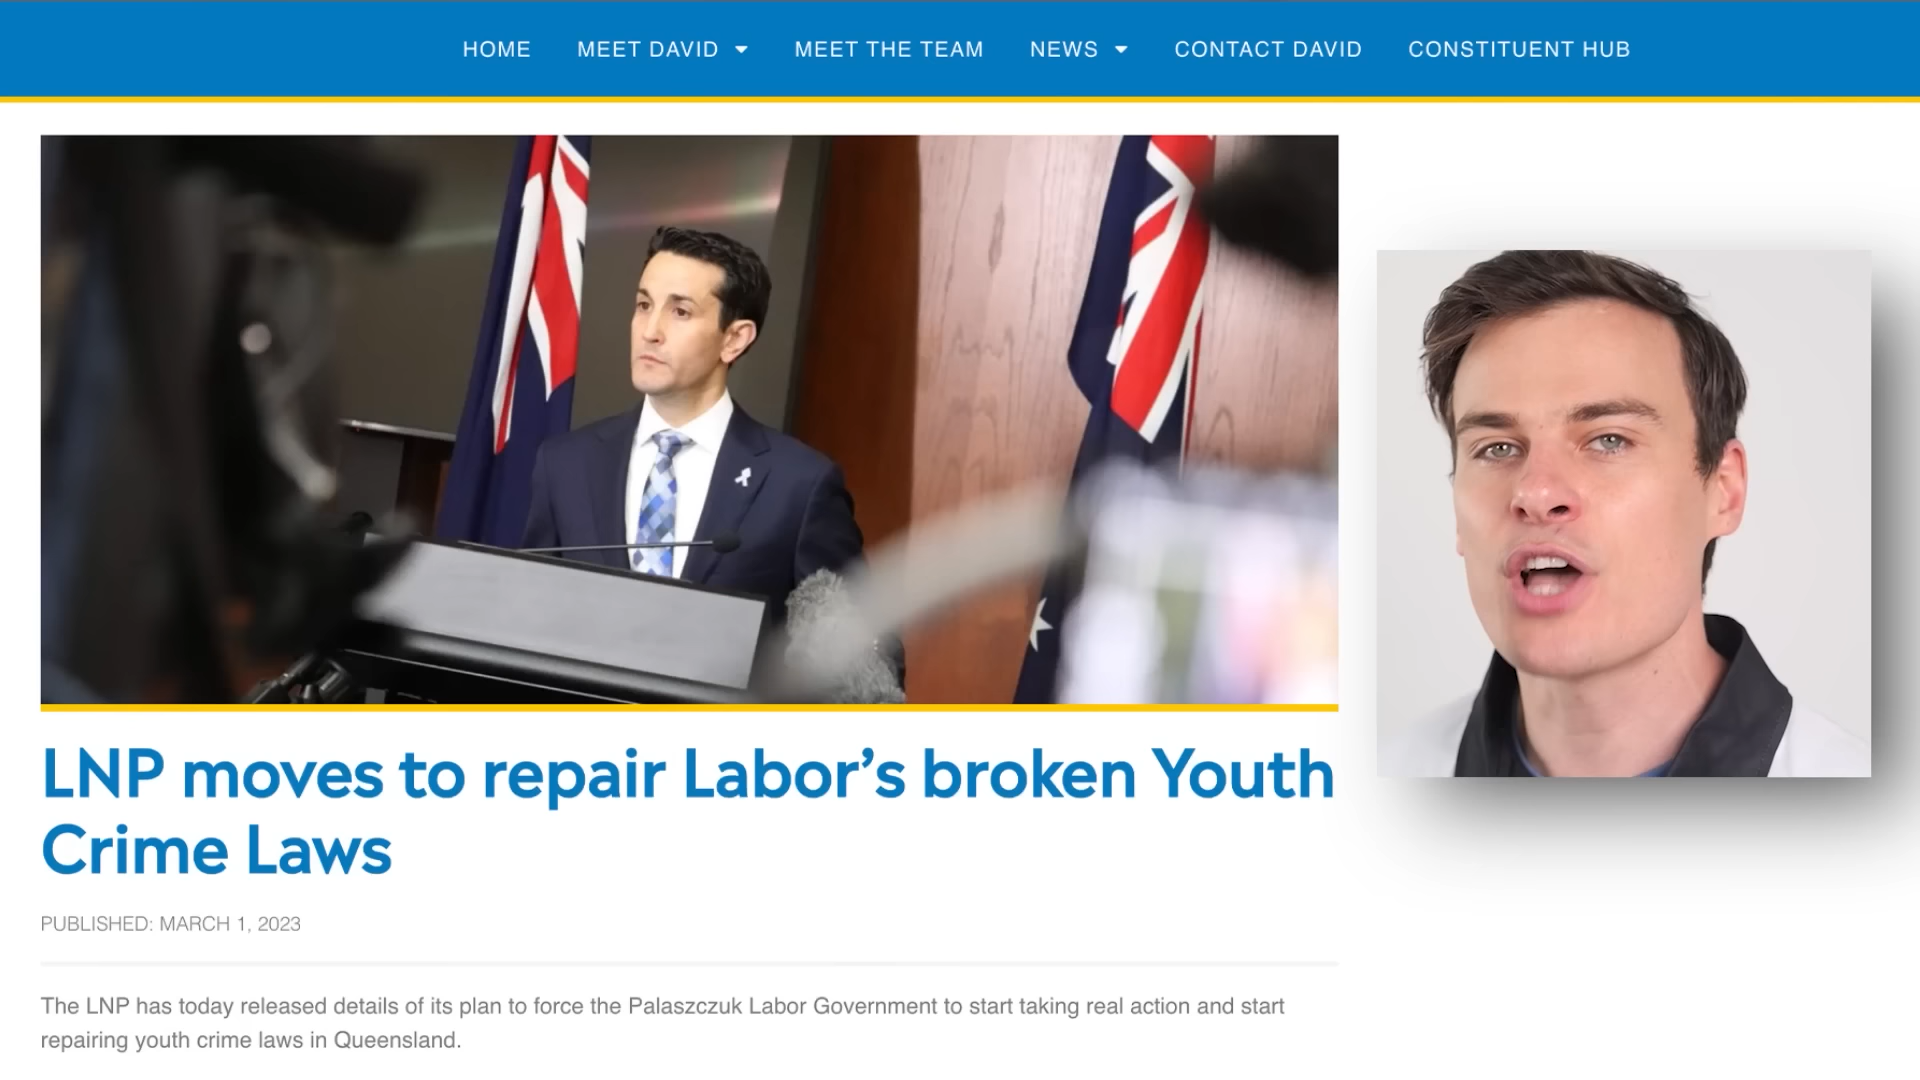 HOME MEET DAVID MEET THE TEAM NEWS CONTACT DAVID CONSTITUENT HUB
LNP moves to repair Labor’s broken Youth
Crime Laws
PUBLISHED: MARCH 1, 2023
The LNP has today released details of its plan to force the Palaszczuk Labor Government to start taking real action and start
repairing youth crime laws in Queensland.